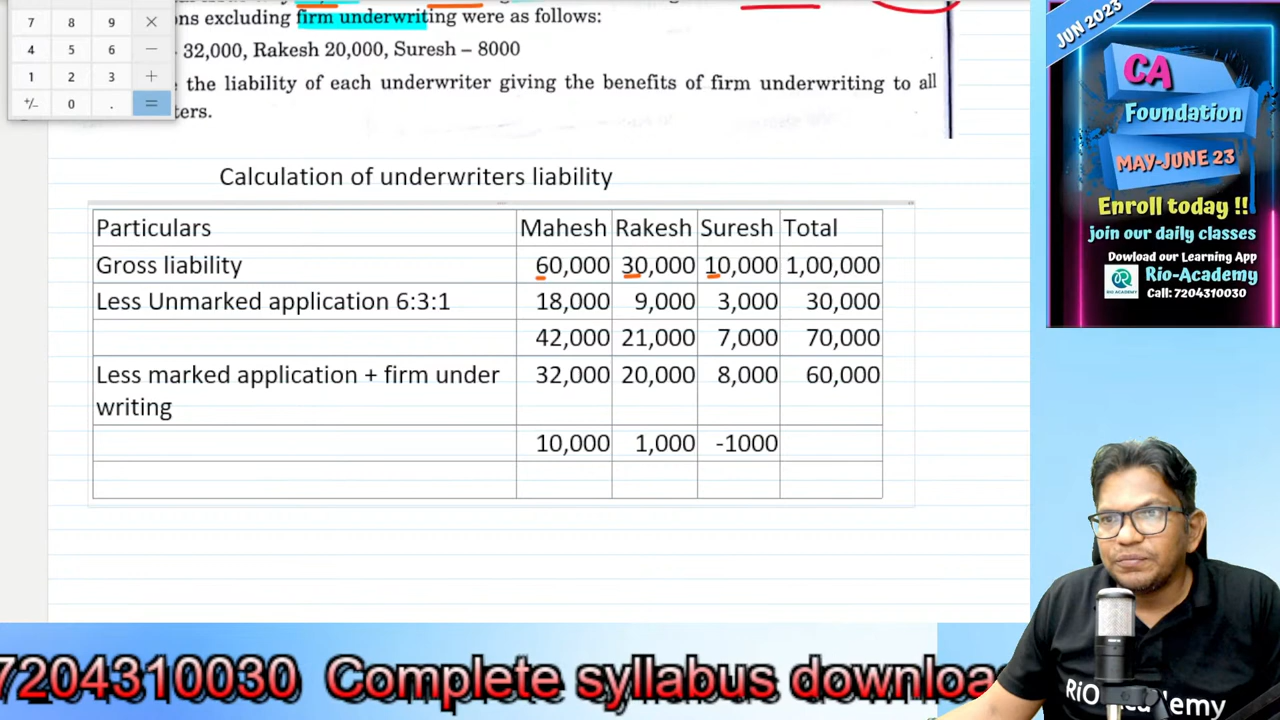 7 8 9 ×
4 5 6 −
1 2 3 +
+/- 0 . =
ons excluding firm underwriting were as follows:
32,000, Rakesh 20,000, Suresh – 8000
the liability of each underwriter giving the benefits of firm underwriting to all
ters.
Calculation of underwriters liability
Particulars Mahesh Rakesh Suresh Total
Gross liability 60,000 30,000 10,000 1,00,000
Less Unmarked application 6:3:1 18,000 9,000 3,000 30,000
42,000 21,000 7,000 70,000
Less marked application + firm under 32,000 20,000 8,000 60,000
writing
10,000 1,000 -1000
JUN 2023
CA
Foundation
MAY-JUNE 23
Enroll today !!
join our daily classes
Dowload our Learning App
RIO ACADEMY
Rio-Academy
Call: 7204310030
7204310030 Complete syllabus downloa